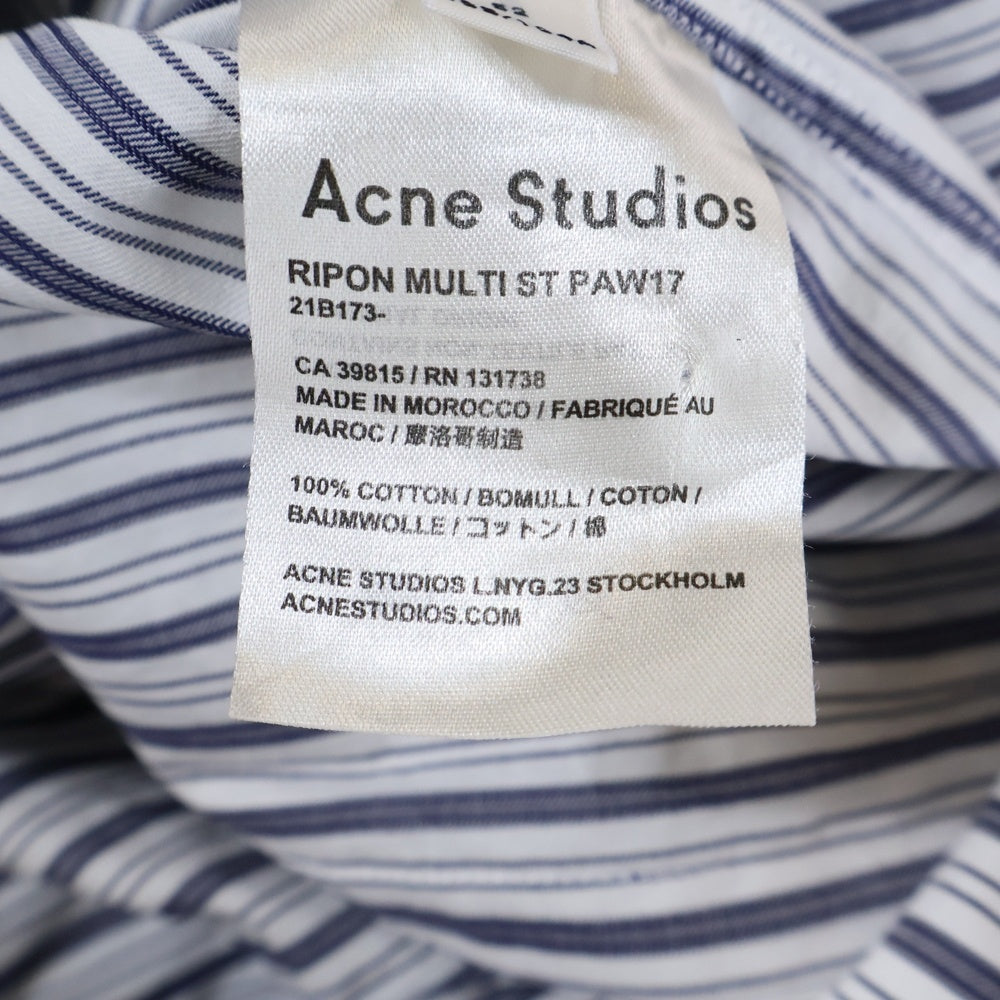 52
Acne Studios
RIPON MULTI ST PAW17
21B173-
CA 39815 / RN 131738
MADE IN MOROCCO / FABRIQUÉ AU
MAROC / 摩洛哥制造
100% COTTON / BOMULL / COTON /
BAUMWOLLE / コットン / 棉
ACNE STUDIOS L.NYG.23 STOCKHOLM
ACNESTUDIOS.COM